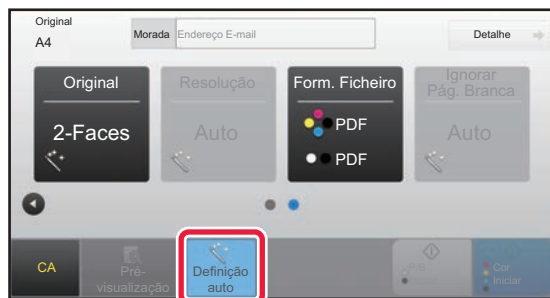 Original
A4
Morada
Endereço E-mail
Detalhe
Original
2-Faces
Resolução
Auto
Form. Ficheiro
PDF
PDF
Ignorar
Pág. Branca
Auto
CA
Pré-
visualização
Definição
auto
P/B
Iniciar
Cor
Iniciar